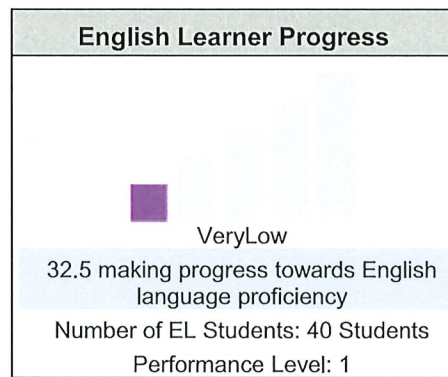 English Learner Progress
VeryLow
32.5 making progress towards English
language proficiency
Number of EL Students: 40 Students
Performance Level: 1